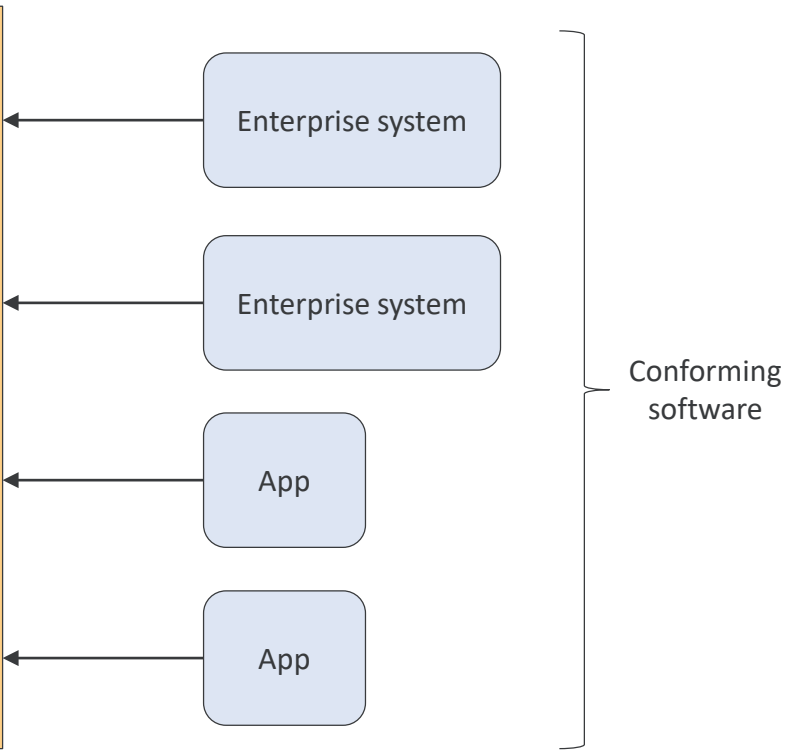 Enterprise system
Enterprise system
Conforming
software
App
App